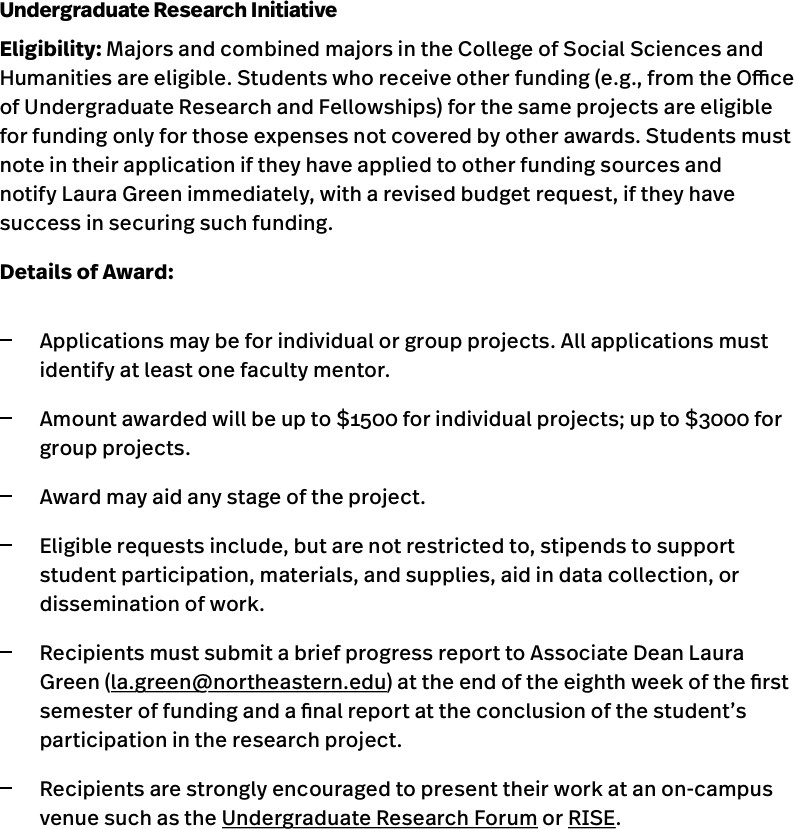 Undergraduate Research Initiative
Eligibility: Majors and combined majors in the College of Social Sciences and
Humanities are eligible. Students who receive other funding (e.g., from the Office
of Undergraduate Research and Fellowships) for the same projects are eligible
for funding only for those expenses not covered by other awards. Students must
note in their application if they have applied to other funding sources and
notify Laura Green immediately, with a revised budget request, if they have
success in securing such funding.
Details of Award:
– Applications may be for individual or group projects. All applications must
identify at least one faculty mentor.
– Amount awarded will be up to $1500 for individual projects; up to $3000 for
group projects.
– Award may aid any stage of the project.
– Eligible requests include, but are not restricted to, stipends to support
student participation, materials, and supplies, aid in data collection, or
dissemination of work.
– Recipients must submit a brief progress report to Associate Dean Laura
Green (la.green@northeastern.edu) at the end of the eighth week of the first
semester of funding and a final report at the conclusion of the student’s
participation in the research project.
– Recipients are strongly encouraged to present their work at an on-campus
venue such as the Undergraduate Research Forum or RISE.